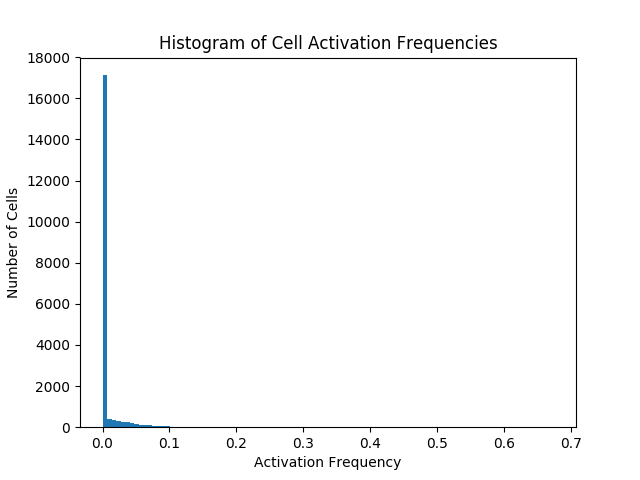 Histogram of Cell Activation Frequencies
18000
16000
14000
12000
10000
8000
6000
4000
2000
0
Number of Cells
0.0 0.1 0.2 0.3 0.4 0.5 0.6 0.7
Activation Frequency